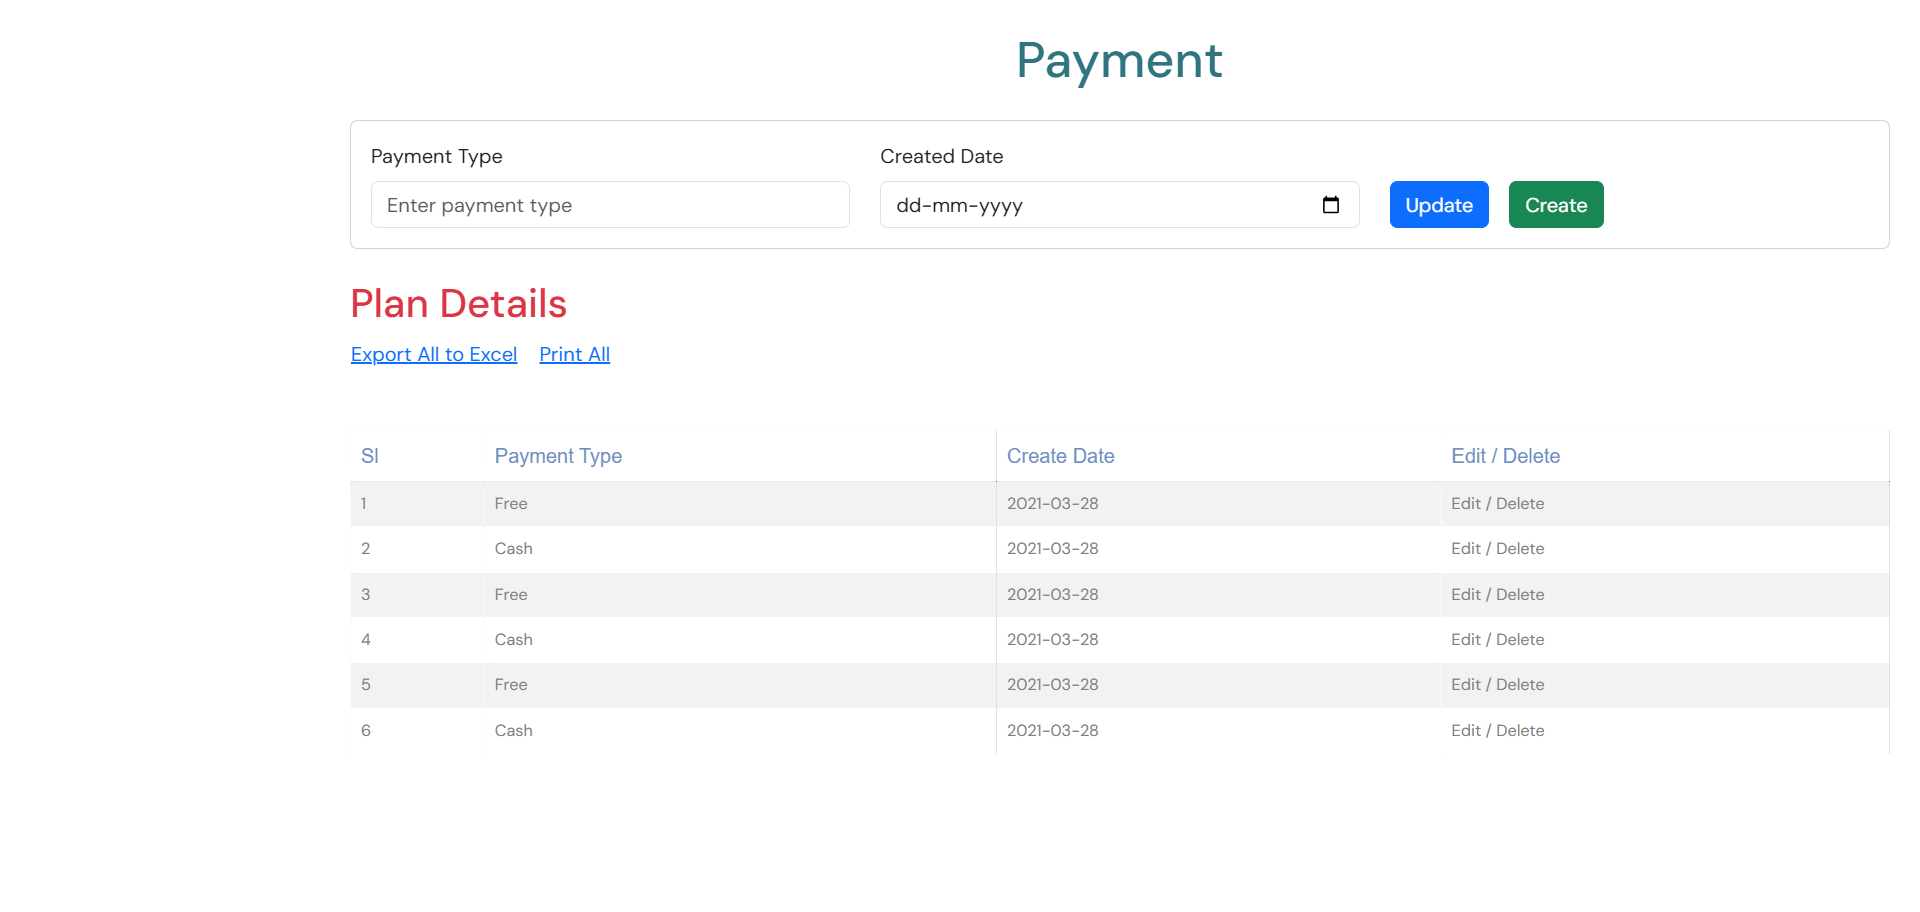 Payment
Payment Type Created Date
Enter payment type dd-mm-yyyy Update Create
Plan Details
Export All to Excel Print All
Sl Payment Type Create Date Edit / Delete
1 Free 2021-03-28 Edit / Delete
2 Cash 2021-03-28 Edit / Delete
3 Free 2021-03-28 Edit / Delete
4 Cash 2021-03-28 Edit / Delete
5 Free 2021-03-28 Edit / Delete
6 Cash 2021-03-28 Edit / Delete